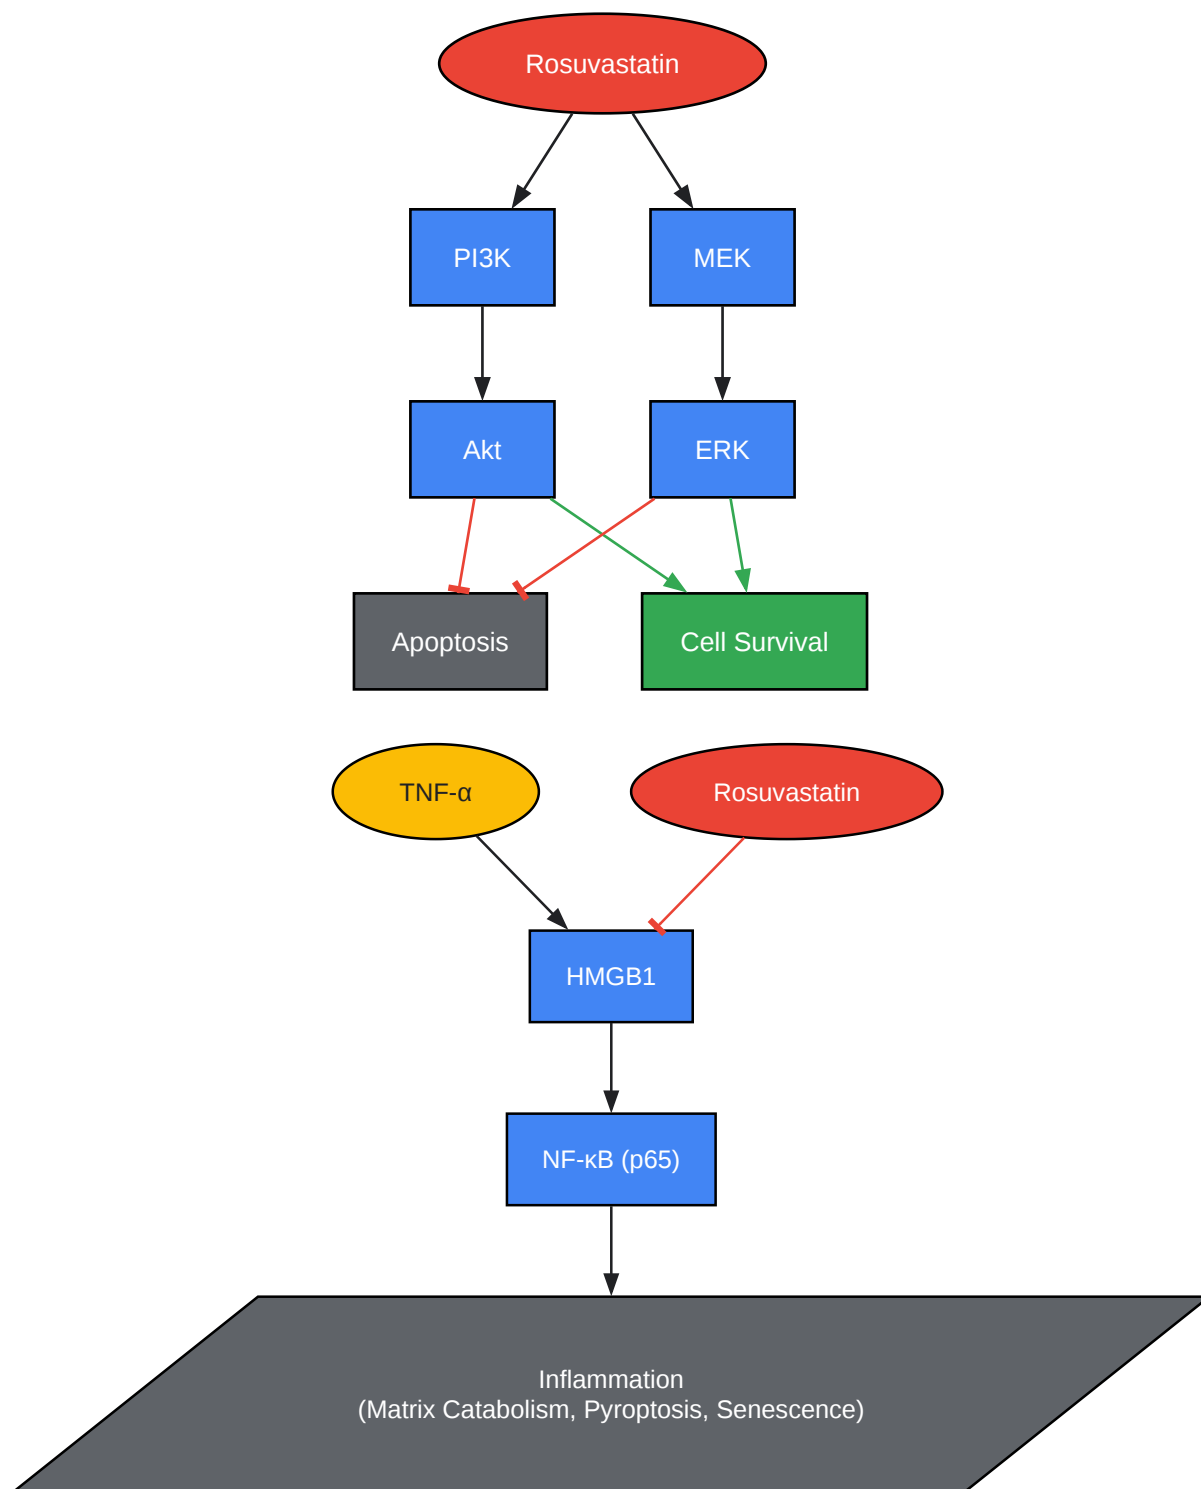 Rosuvastatin
PI3K
MEK
Akt
ERK
Apoptosis
Cell Survival
TNF-α
Rosuvastatin
HMGB1
NF-κB (p65)
Inflammation
(Matrix Catabolism, Pyroptosis, Senescence)